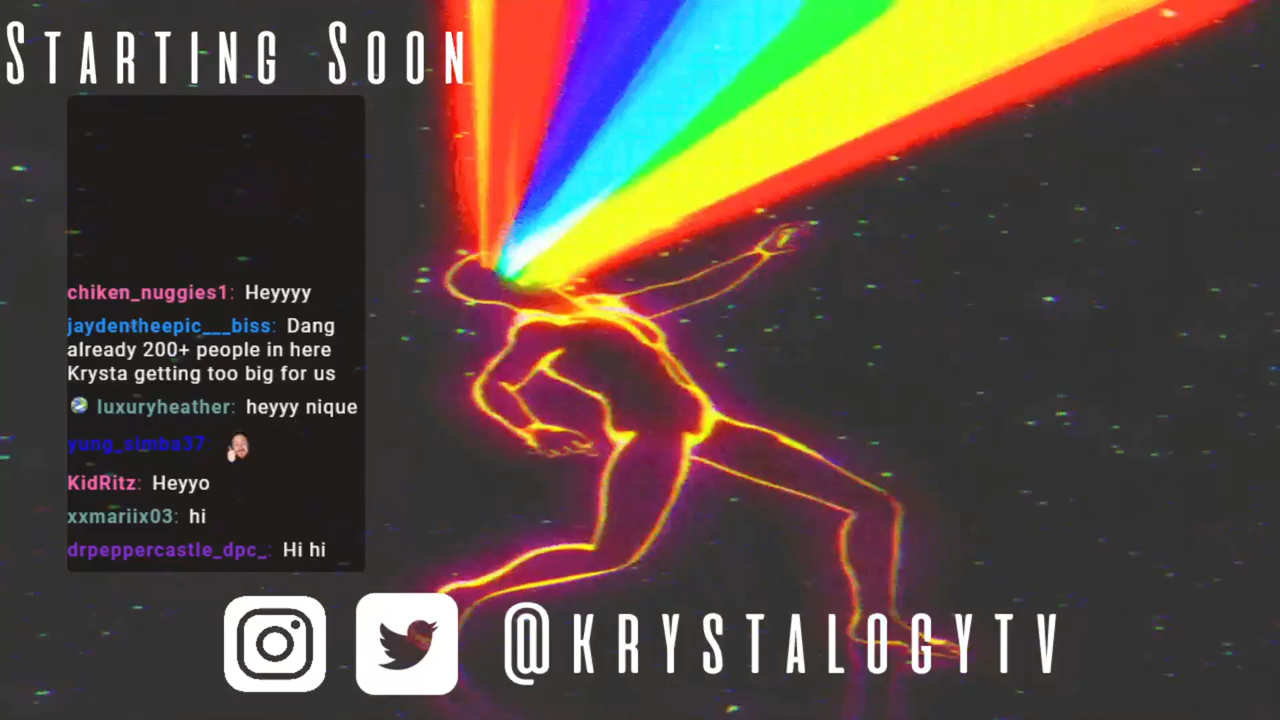 Starting Soon
chiken_nuggies1: Heyyyy
jaydentheepic___biss: Dang
already 200+ people in here
Krysta getting too big for us
luxuryheather: heyyy nique
yung_simba37:
KidRitz: Heyyo
xxmariix03: hi
drpeppercastle_dpc_: Hi hi
@KRYSTALOGYTV